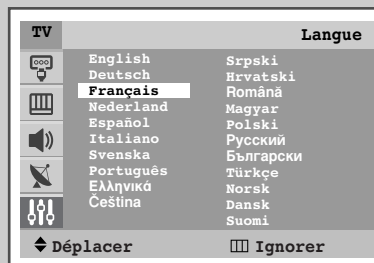 TV
Langue
English
Deutsch
Français
Nederland
Español
Italiano
Svenska
Português
Ελληνικά
Čeština
Srpski
Hrvatski
Română
Magyar
Polski
Русский
Български
Türkçe
Norsk
Dansk
Suomi
Déplacer
Ignorer